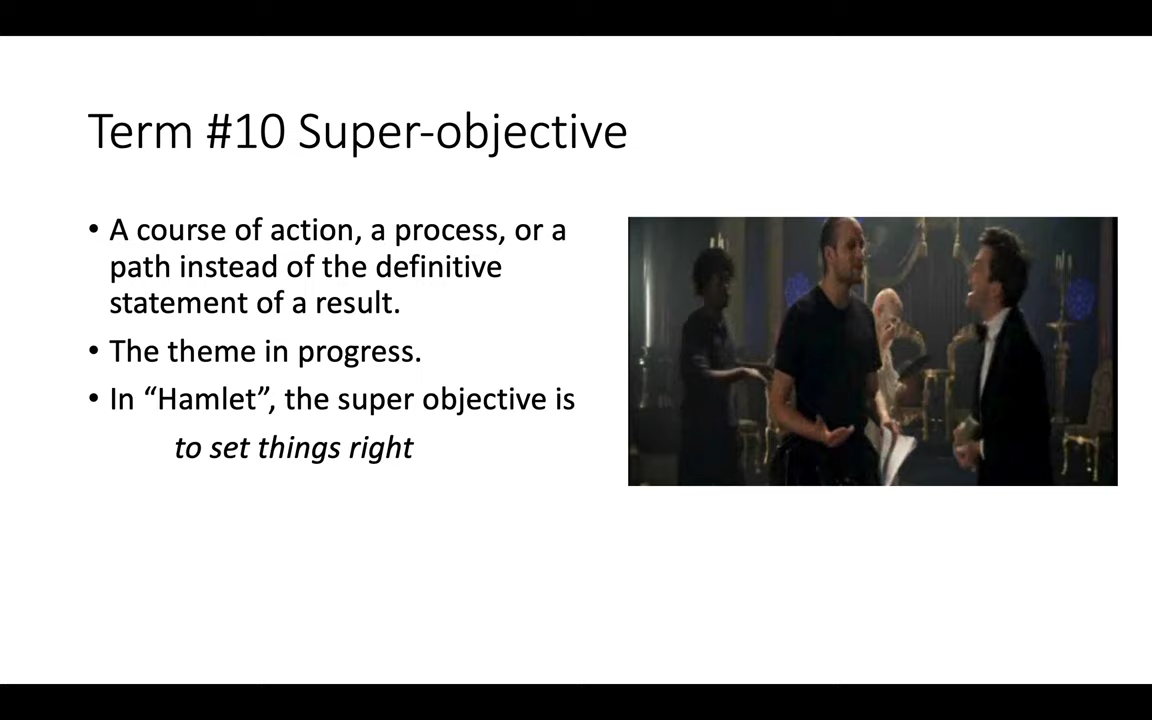 Term #10 Super-objective
• A course of action, a process, or a
path instead of the definitive
statement of a result.
• The theme in progress.
• In “Hamlet”, the super objective is
to set things right